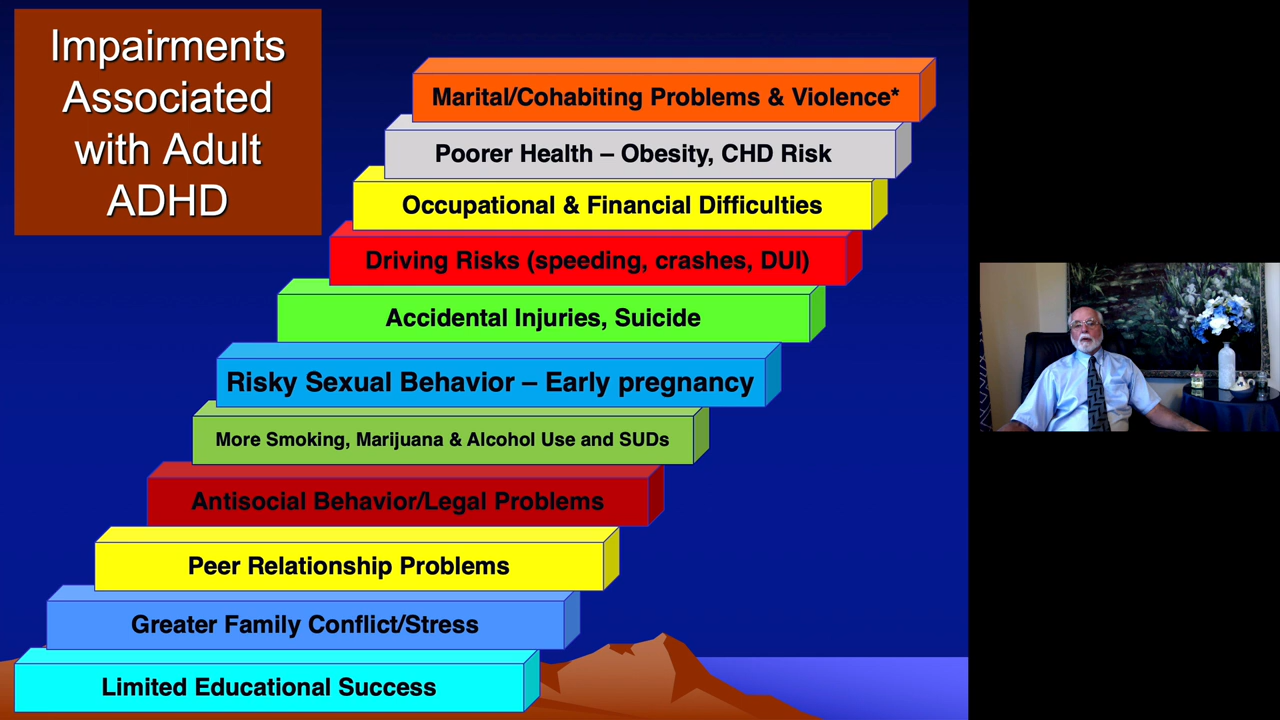 Impairments
Associated
with Adult
ADHD
Marital/Cohabiting Problems & Violence*
Poorer Health – Obesity, CHD Risk
Occupational & Financial Difficulties
Driving Risks (speeding, crashes, DUI)
Accidental Injuries, Suicide
Risky Sexual Behavior – Early pregnancy
More Smoking, Marijuana & Alcohol Use and SUDs
Antisocial Behavior/Legal Problems
Peer Relationship Problems
Greater Family Conflict/Stress
Limited Educational Success